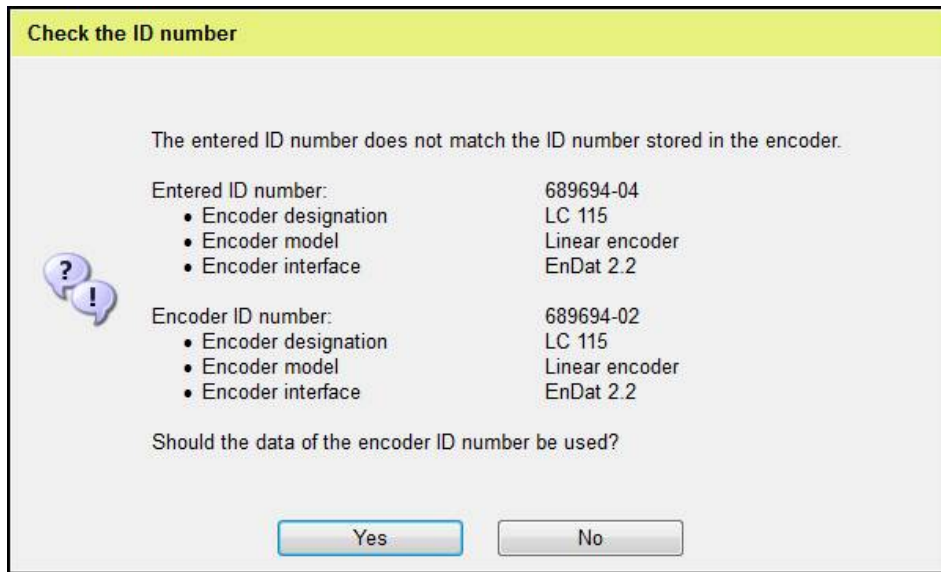 Check the ID number
The entered ID number does not match the ID number stored in the encoder.
Entered ID number: 689694-04
• Encoder designation LC 115
• Encoder model Linear encoder
• Encoder interface EnDat 2.2
? !
Encoder ID number: 689694-02
• Encoder designation LC 115
• Encoder model Linear encoder
• Encoder interface EnDat 2.2
Should the data of the encoder ID number be used?
Yes No